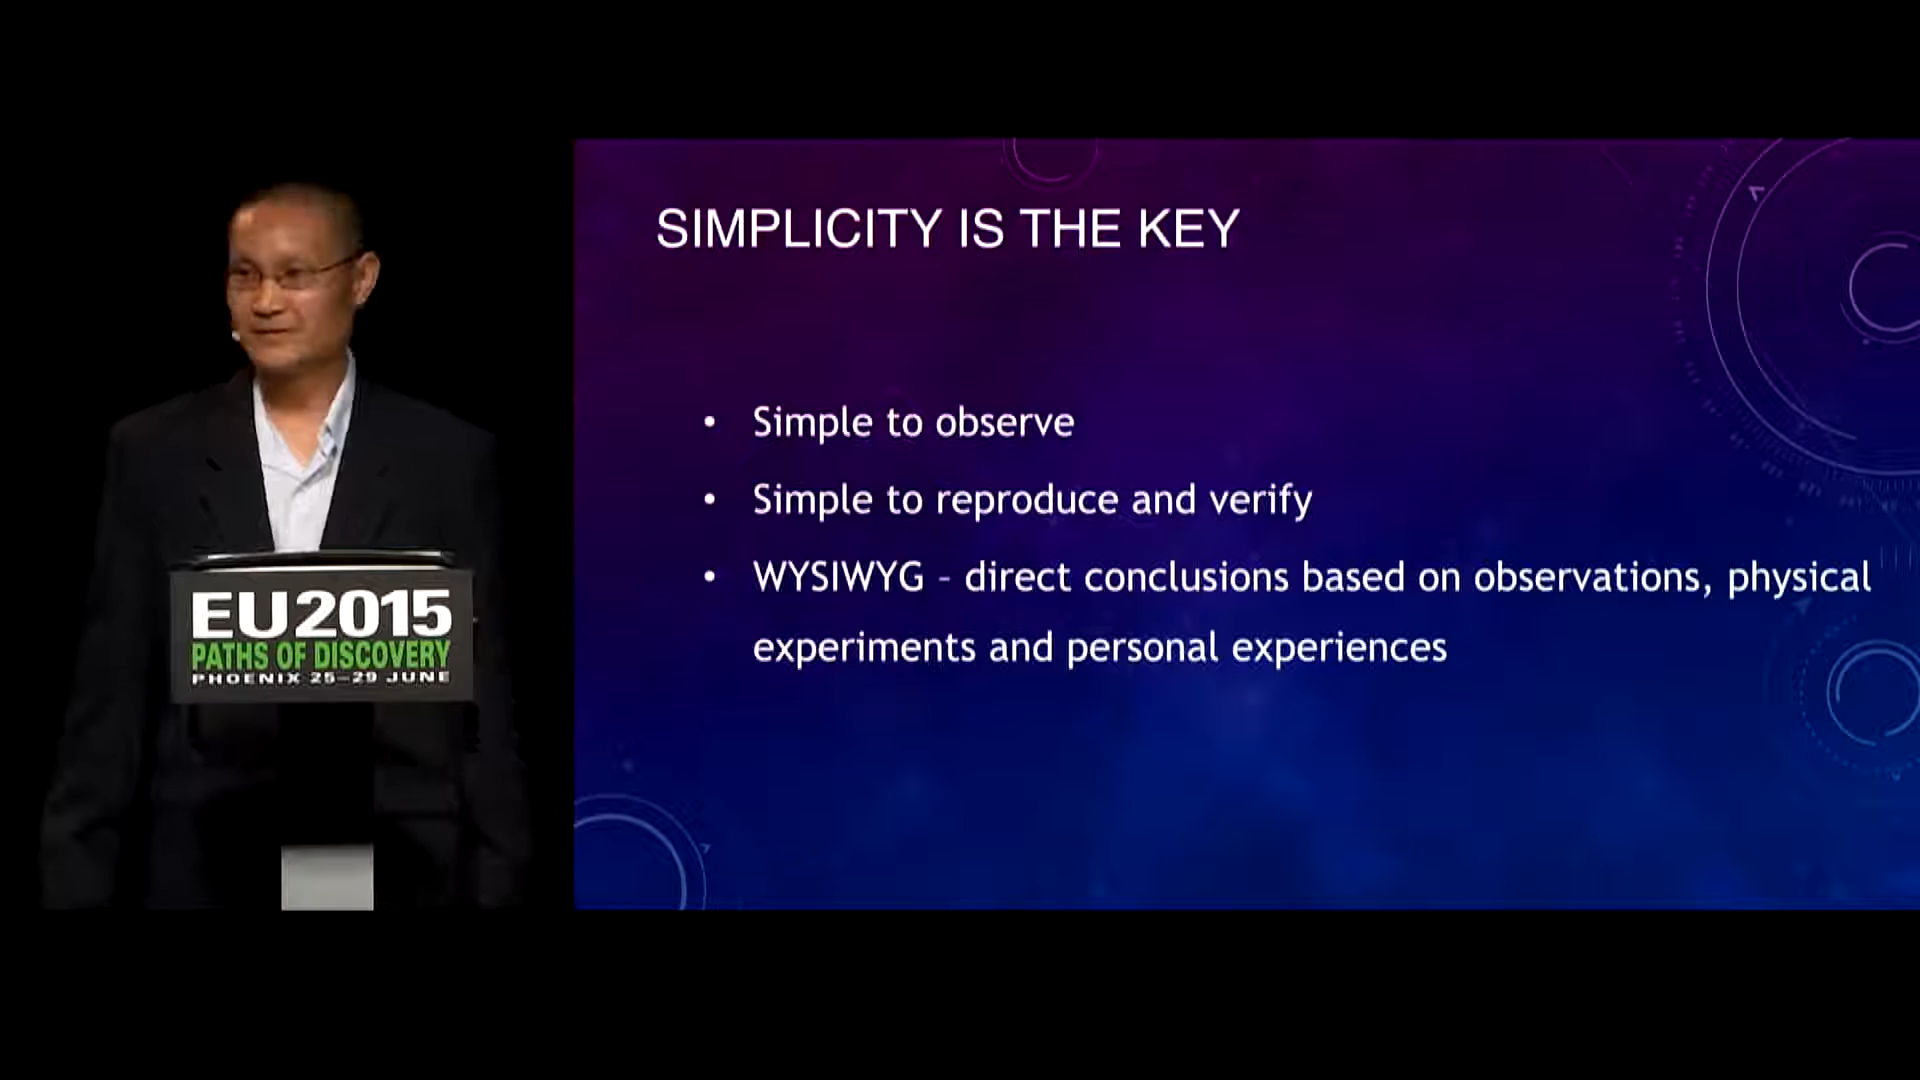 SIMPLICITY IS THE KEY
• Simple to observe
• Simple to reproduce and verify
• WYSIWYG – direct conclusions based on observations, physical
experiments and personal experiences
EU2015
PATHS OF DISCOVERY
PHOENIX 25–29 JUNE